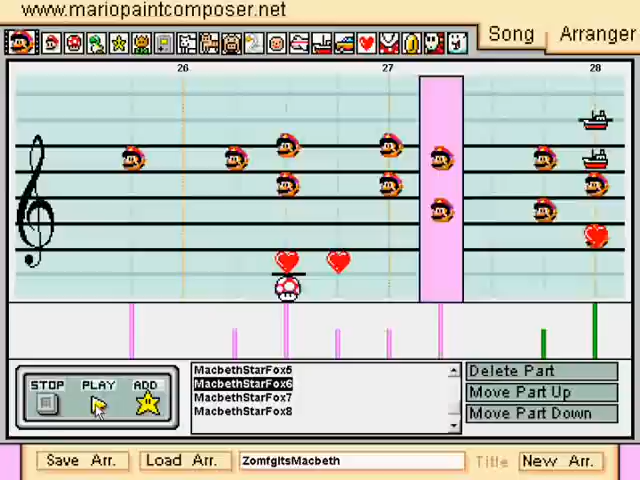 www.mariopaintcomposer.net
Song Arranger
26 27 28
STOP PLAY ADD
MacbethStarFox5
MacbethStarFox6
MacbethStarFox7
MacbethStarFox8
Delete Part
Move Part Up
Move Part Down
Save Arr. Load Arr. ZomfgItsMacbeth Title New Arr.